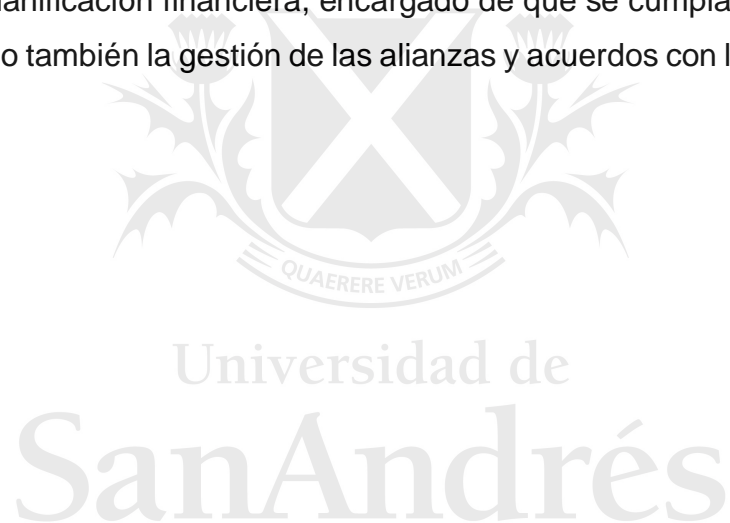 lanificación financiera, encargado de que se cumpla
o también la gestión de las alianzas y acuerdos con l
QUAERERE VERUM
Universidad de
SanAndrés